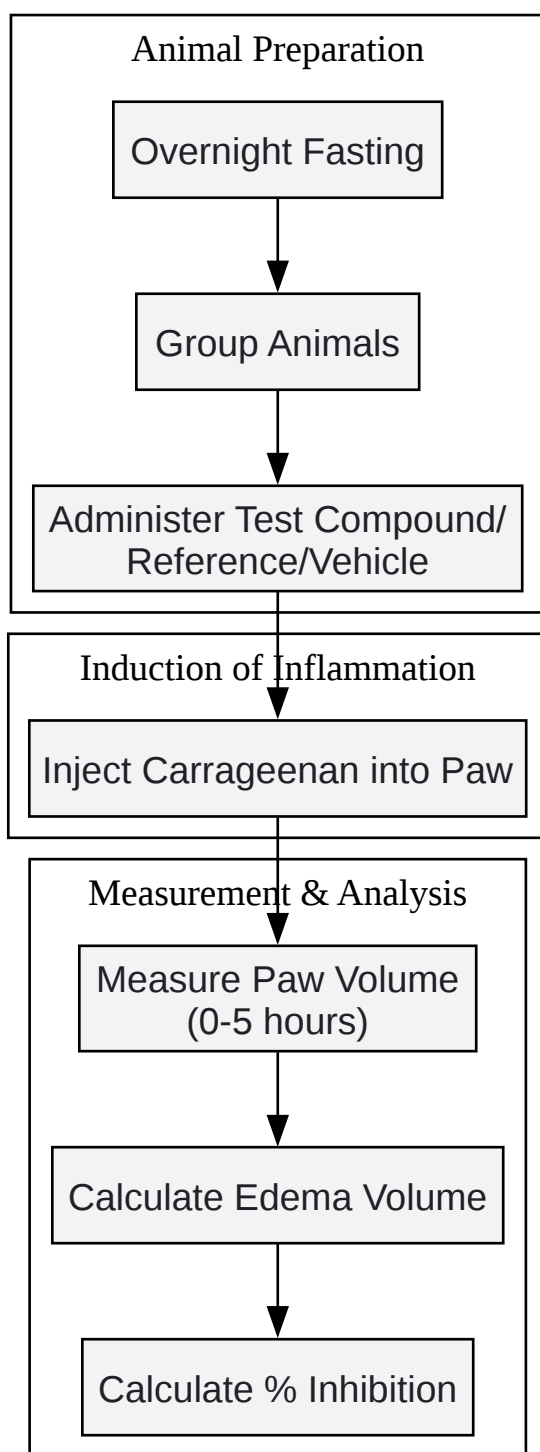 Animal Preparation
Overnight Fasting
Group Animals
Administer Test Compound/
Reference/Vehicle
Induction of Inflammation
Inject Carrageenan into Paw
Measurement & Analysis
Measure Paw Volume
(0-5 hours)
Calculate Edema Volume
Calculate % Inhibition